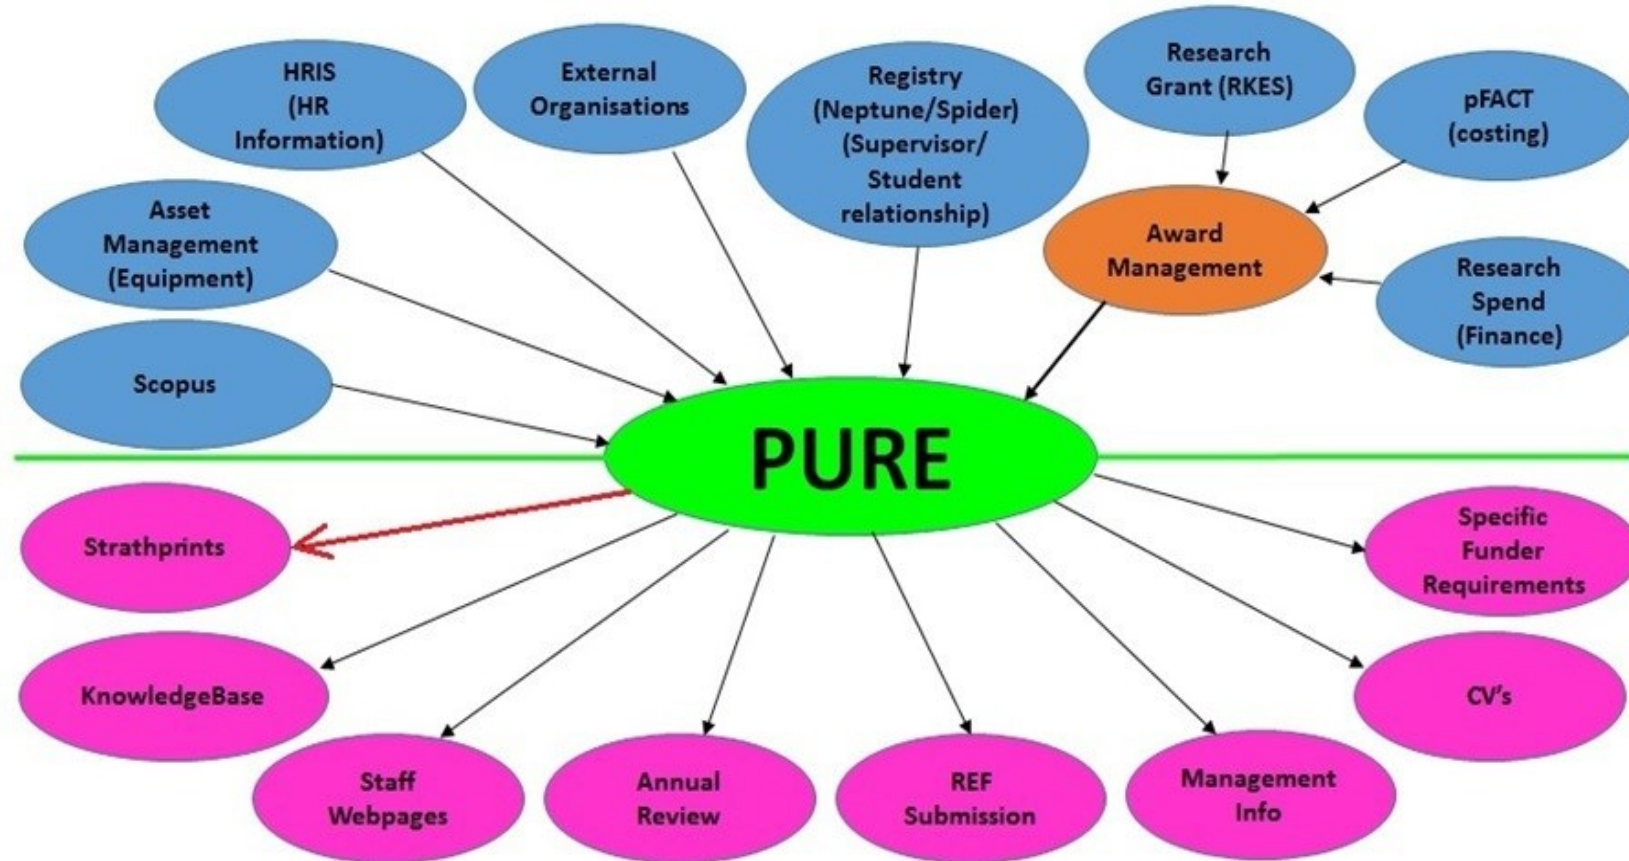 HRIS
(HR
Information)
External
Organisations
Registry
(Neptune/Spider)
(Supervisor/
Student
relationship)
Research
Grant (RKES)
pFACT
(costing)
Asset
Management
(Equipment)
Award
Management
Research
Spend
(Finance)
Scopus
PURE
Strathprints
Specific
Funder
Requirements
KnowledgeBase
CV's
Staff
Webpages
Annual
Review
REF
Submission
Management
Info